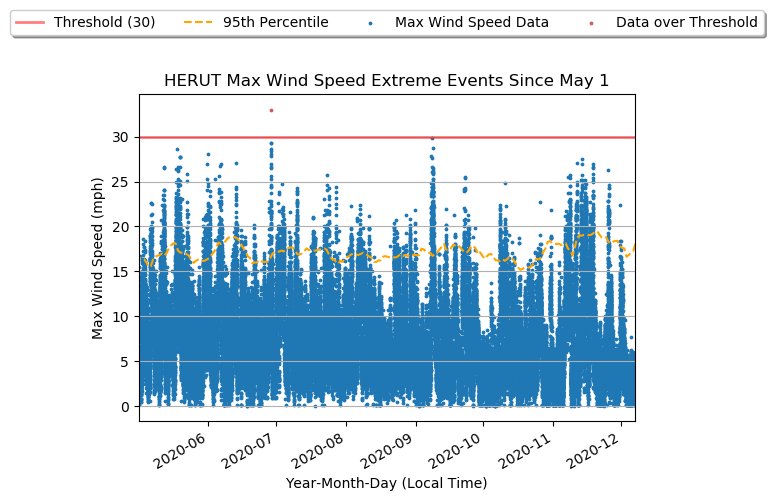 Threshold (30) 95th Percentile Max Wind Speed Data Data over Threshold
HERUT Max Wind Speed Extreme Events Since May 1
30
25
20
15
10
5
0
Max Wind Speed (mph)
2020-06 2020-07 2020-08 2020-09 2020-10 2020-11 2020-12
Year-Month-Day (Local Time)